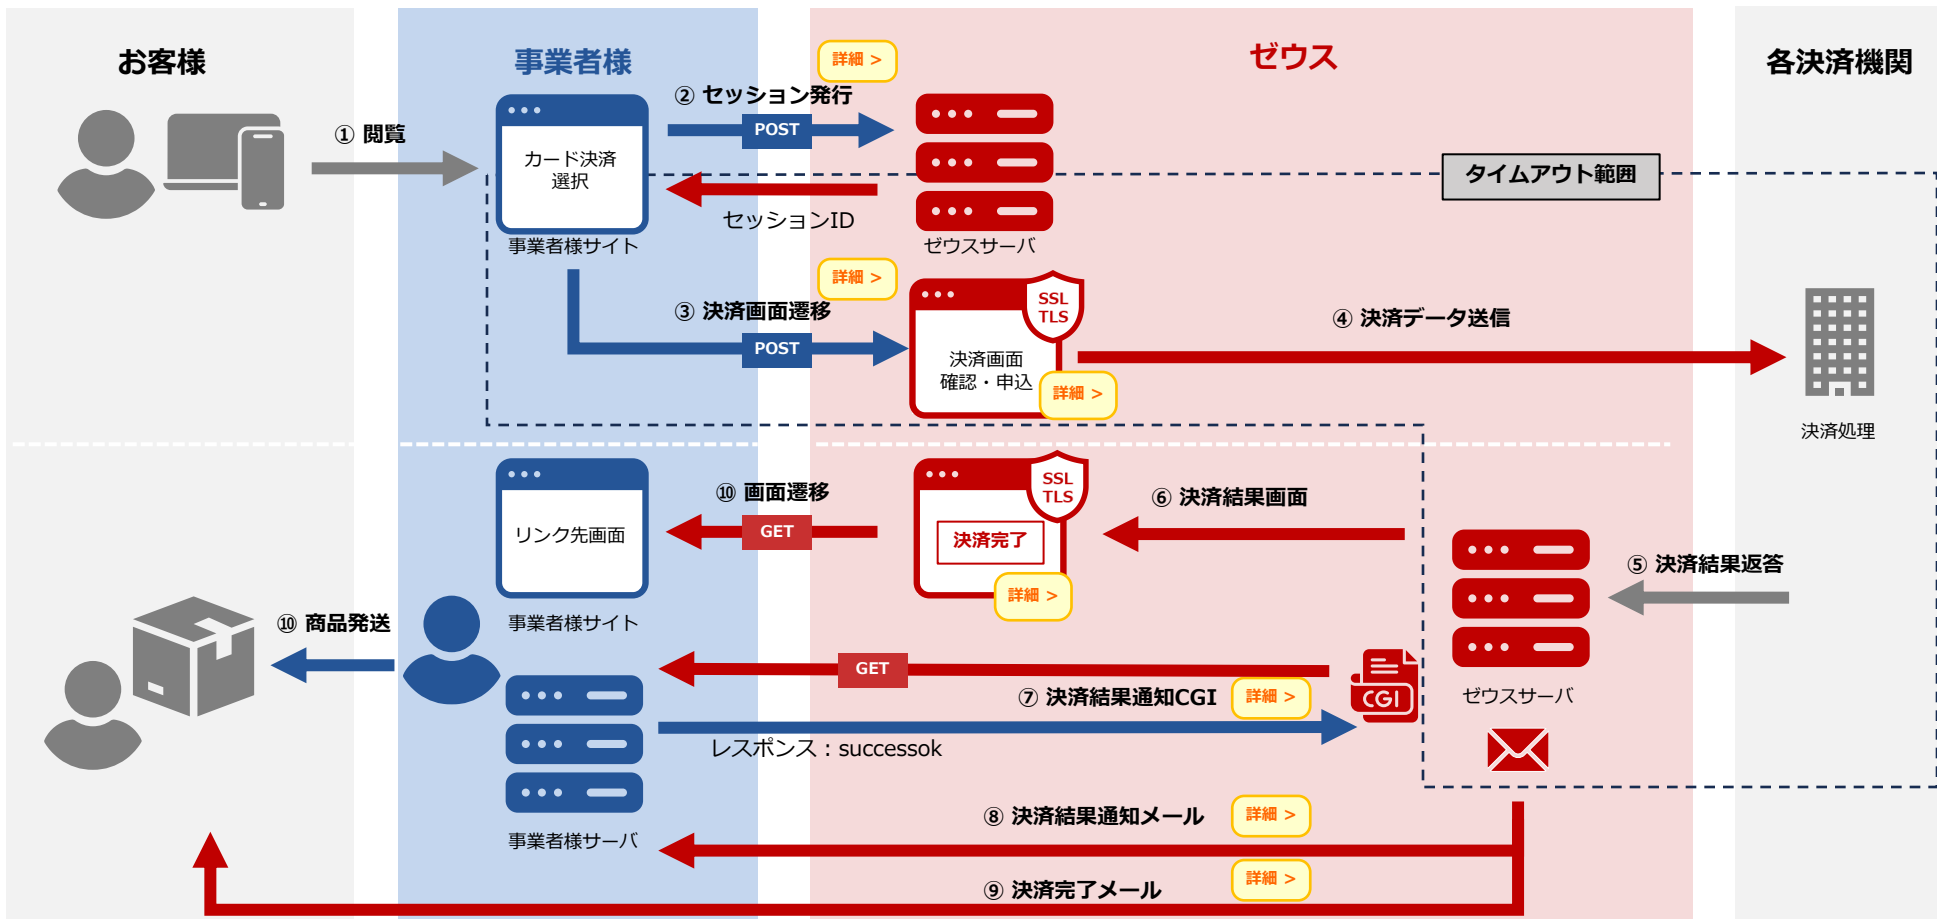 お客様
事業者様
ゼウス
各決済機関
詳細 >
① 閲覧
② セッション発行
POST
カード決済
選択
事業者様サイト
セッションID
ゼウスサーバ
タイムアウト範囲
詳細 >
③ 決済画面遷移
POST
SSL
TLS
決済画面
確認・申込
詳細 >
④ 決済データ送信
決済処理
⑩ 画面遷移
GET
リンク先画面
事業者様サイト
SSL
TLS
決済完了
詳細 >
⑥ 決済結果画面
⑤ 決済結果返答
ゼウスサーバ
⑩ 商品発送
GET
⑦ 決済結果通知CGI
詳細 >
CGI
レスポンス：successok
事業者様サーバ
⑧ 決済結果通知メール
詳細 >
⑨ 決済完了メール
詳細 >